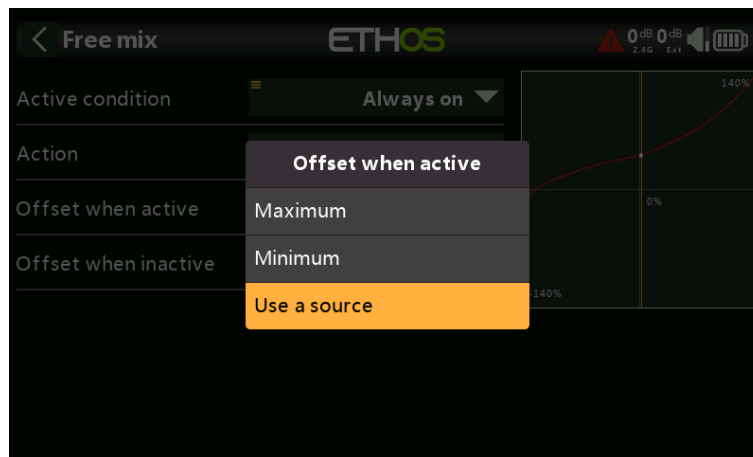 Free mix
ETHOS
0dB 0dB
2.4G Ext
Active condition
Always on
140%
Action
Offset when active
Maximum
Offset when active
0%
Minimum
Offset when inactive
Use a source
-140%